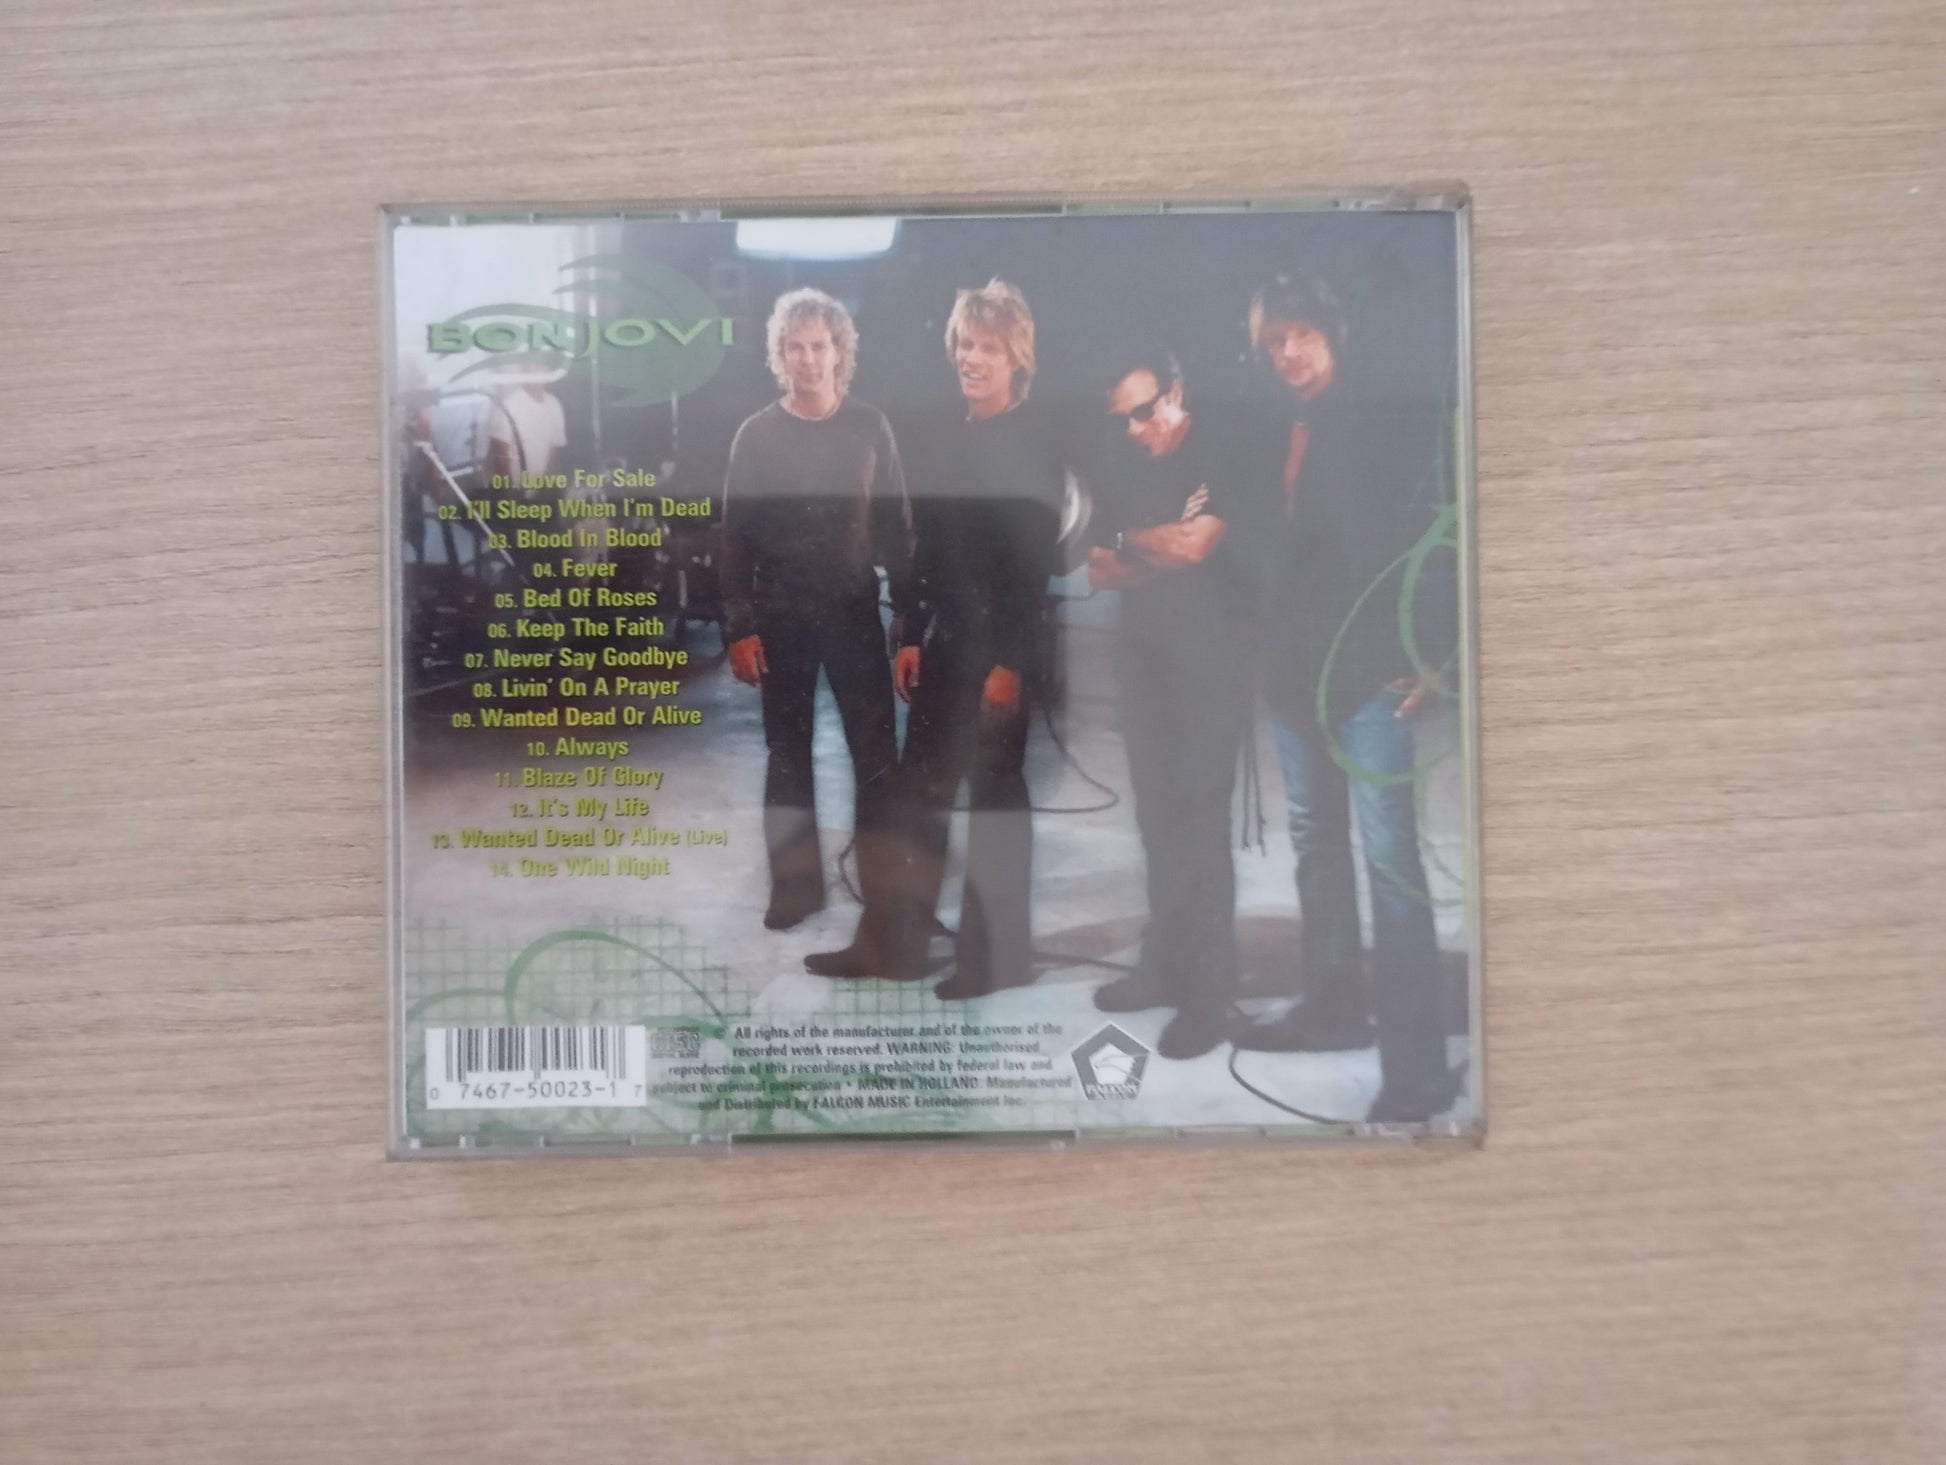 BON JOVI
01. Love For Sale
02. I'll Sleep When I'm Dead
03. Blood In Blood
04. Fever
05. Bed Of Roses
06. Keep The Faith
07. Never Say Goodbye
08. Livin' On A Prayer
09. Wanted Dead Or Alive
10. Always
11. Blaze Of Glory
12. It's My Life
13. Wanted Dead Or Alive (Live)
14. One Wild Night
0 7467-50023-1 7
© All rights of the manufacturer and of the owner of the
recorded work reserved. WARNING: Unauthorised
reproduction of this recordings is prohibited by federal law and
subject to criminal prosecution • MADE IN HOLLAND: Manufactured
and Distributed by FALCON MUSIC Entertainment Inc.